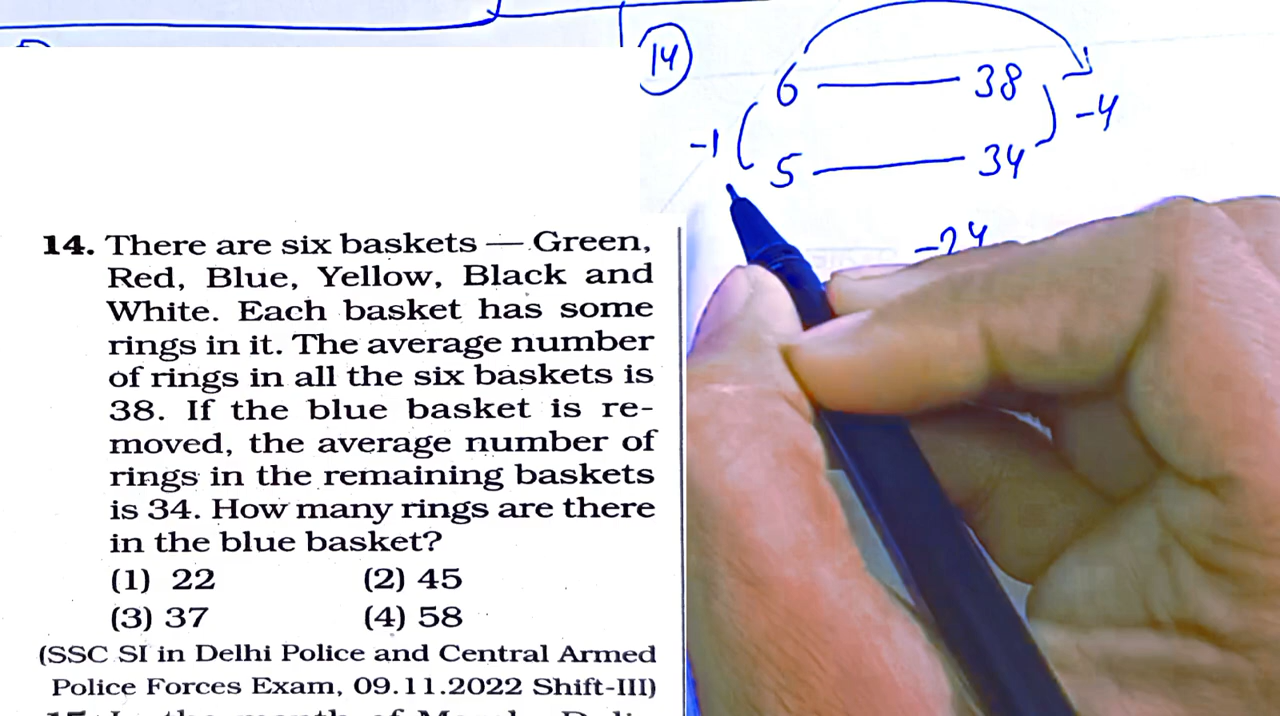 14
6 — 38
-4
-1
5 — 34
-24
14. There are six baskets — Green,
Red, Blue, Yellow, Black and
White. Each basket has some
rings in it. The average number
of rings in all the six baskets is
38. If the blue basket is re-
moved, the average number of
rings in the remaining baskets
is 34. How many rings are there
in the blue basket?
(1) 22 (2) 45
(3) 37 (4) 58
(SSC SI in Delhi Police and Central Armed
Police Forces Exam, 09.11.2022 Shift-III)